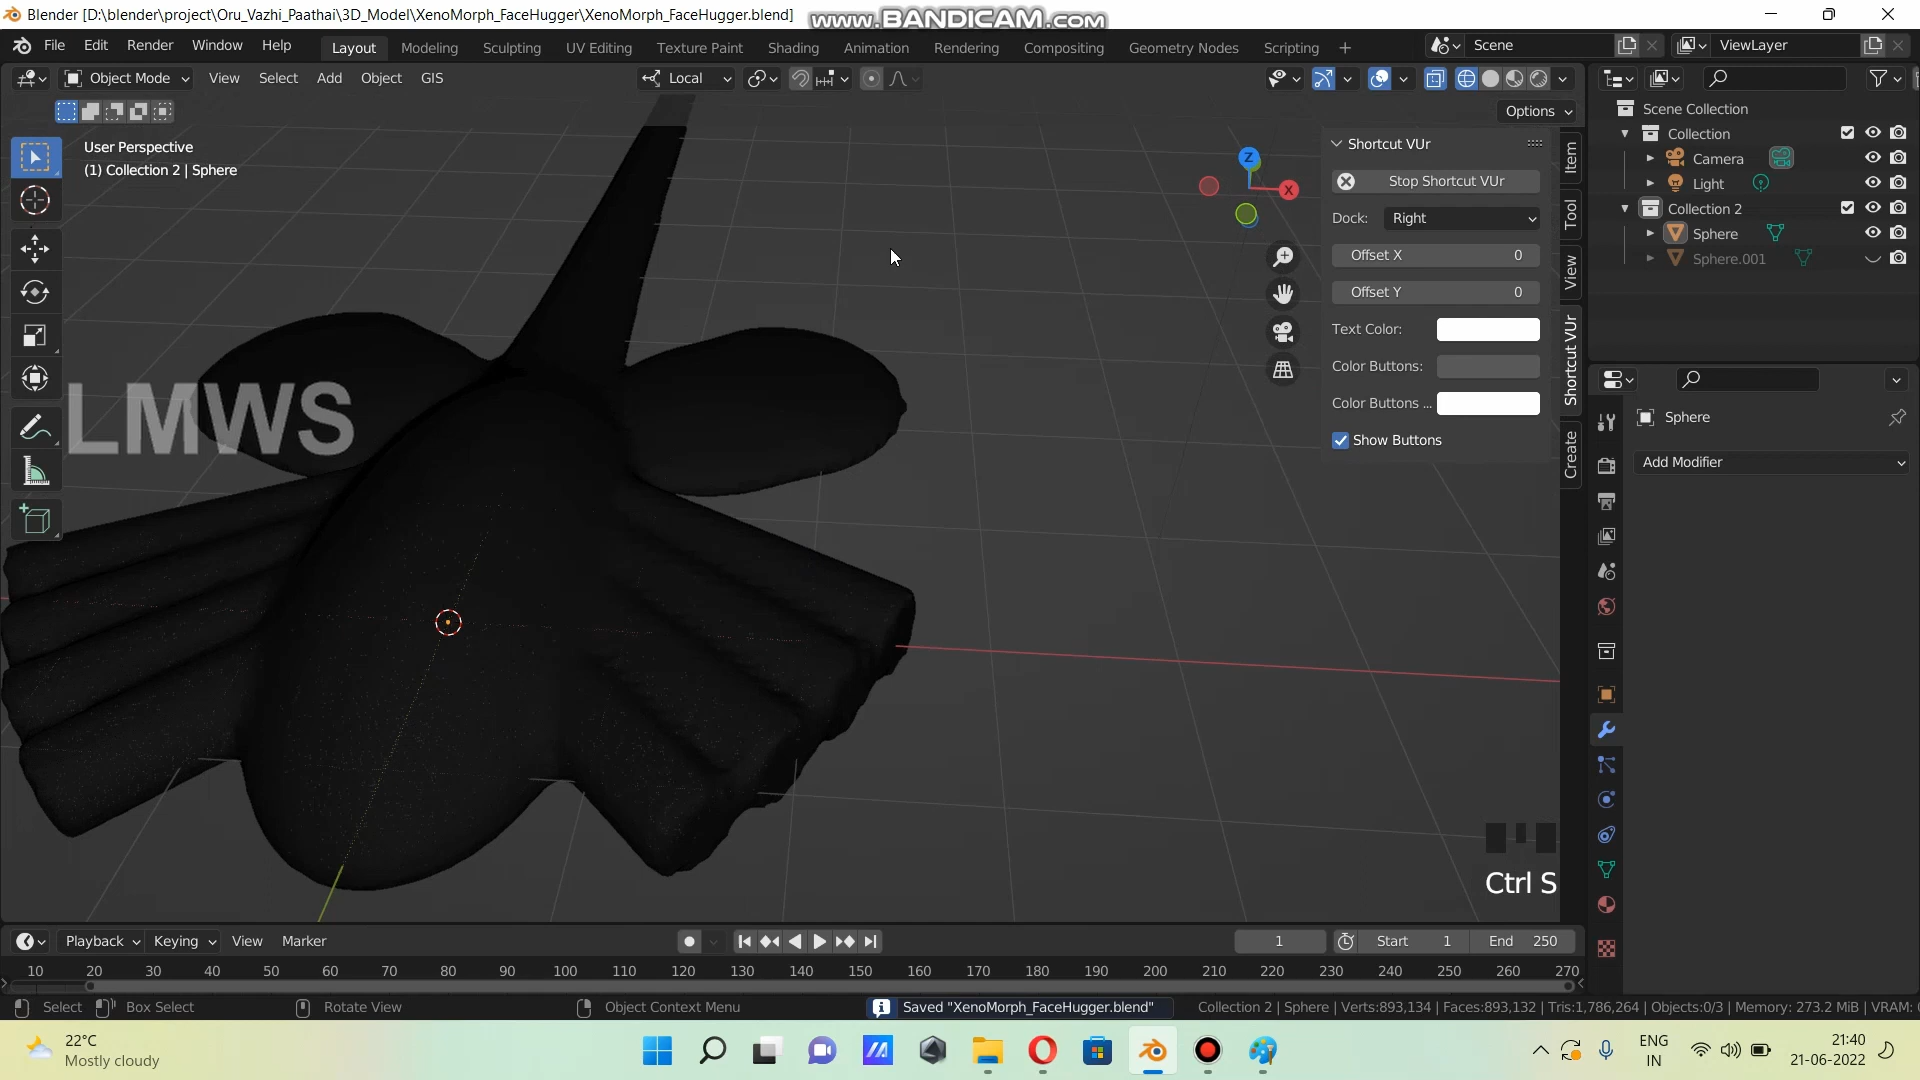 Blender [D:\blender\project\Oru_Vazhi_Paathai\3D_Model\XenoMorph_FaceHugger\XenoMorph_FaceHugger.blend]
www.BANDICAM.com
File Edit Render Window Help
Layout Modeling Sculpting UV Editing Texture Paint Shading Animation Rendering Compositing Geometry Nodes Scripting +
Scene
ViewLayer
Object Mode View Select Add Object GIS
Local
Options
User Perspective
(1) Collection 2 | Sphere
Z
X
Shortcut VUr
Stop Shortcut VUr
Dock: Right
Offset X 0
Offset Y 0
Text Color:
Color Buttons:
Color Buttons ...
Show Buttons
Item
Tool
View
Shortcut VUr
Create
Scene Collection
Collection
Camera
Light
Collection 2
Sphere
Sphere.001
Sphere
Add Modifier
LMWS
Ctrl S
Playback Keying View Marker
1
Start 1
End 250
10 20 30 40 50 60 70 80 90 100 110 120 130 140 150 160 170 180 190 200 210 220 230 240 250 260 270
Select Box Select Rotate View Object Context Menu
Saved "XenoMorph_FaceHugger.blend"
Collection 2 | Sphere | Verts:893,134 | Faces:893,132 | Tris:1,786,264 | Objects:0/3 | Memory: 273.2 MiB | VRAM:
22°C
Mostly cloudy
ENG
IN
21:40
21-06-2022